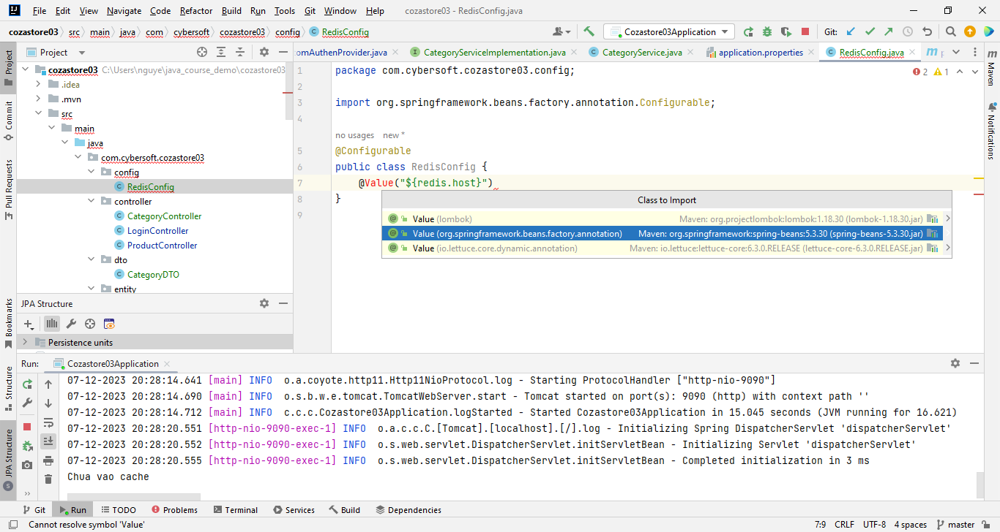 File Edit View Navigate Code Refactor Build Run Tools Git Window Help cozastore03 - RedisConfig.java
cozastore03 src main java com cybersoft cozastore03 config RedisConfig Cozastore03Application Git:
Project
omAuthenProvider.java CategoryServiceImplementation.java CategoryService.java application.properties RedisConfig.java
cozastore03 C:\Users\nguye\java_course_demo\cozastore03
.idea
.mvn
src
main
java
com.cybersoft.cozastore03
config
RedisConfig
controller
CategoryController
LoginController
ProductController
dto
CategoryDTO
entity
JPA Structure
Persistence units
2 1
1 package com.cybersoft.cozastore03.config;
2
3 import org.springframework.beans.factory.annotation.Configurable;
4
no usages new *
5 @Configurable
6 public class RedisConfig {
7 @Value("${redis.host}")
8 }
9
Class to Import
Value (lombok) Maven: org.projectlombok:lombok:1.18.30 (lombok-1.18.30.jar)
Value (org.springframework.beans.factory.annotation) Maven: org.springframework:spring-beans:5.3.30 (spring-beans-5.3.30.jar)
Value (io.lettuce.core.dynamic.annotation) Maven: io.lettuce:lettuce-core:6.3.0.RELEASE (lettuce-core-6.3.0.RELEASE.jar)
Project
Commit
Pull Requests
Bookmarks
Structure
JPA Structure
Maven
Notifications
Run: Cozastore03Application
07-12-2023 20:28:14.641 [main] INFO o.a.coyote.http11.Http11NioProtocol.log - Starting ProtocolHandler ["http-nio-9090"]
07-12-2023 20:28:14.690 [main] INFO o.s.b.w.e.tomcat.TomcatWebServer.start - Tomcat started on port(s): 9090 (http) with context path ''
07-12-2023 20:28:14.712 [main] INFO c.c.c.Cozastore03Application.logStarted - Started Cozastore03Application in 15.045 seconds (JVM running for 16.621)
07-12-2023 20:28:20.551 [http-nio-9090-exec-1] INFO o.a.c.c.C.[Tomcat].[localhost].[/].log - Initializing Spring DispatcherServlet 'dispatcherServlet'
07-12-2023 20:28:20.552 [http-nio-9090-exec-1] INFO o.s.web.servlet.DispatcherServlet.initServletBean - Initializing Servlet 'dispatcherServlet'
07-12-2023 20:28:20.555 [http-nio-9090-exec-1] INFO o.s.web.servlet.DispatcherServlet.initServletBean - Completed initialization in 3 ms
Chua vao cache
Git Run TODO Problems Terminal Services Build Dependencies
Cannot resolve symbol 'Value' 7:9 CRLF UTF-8 4 spaces master